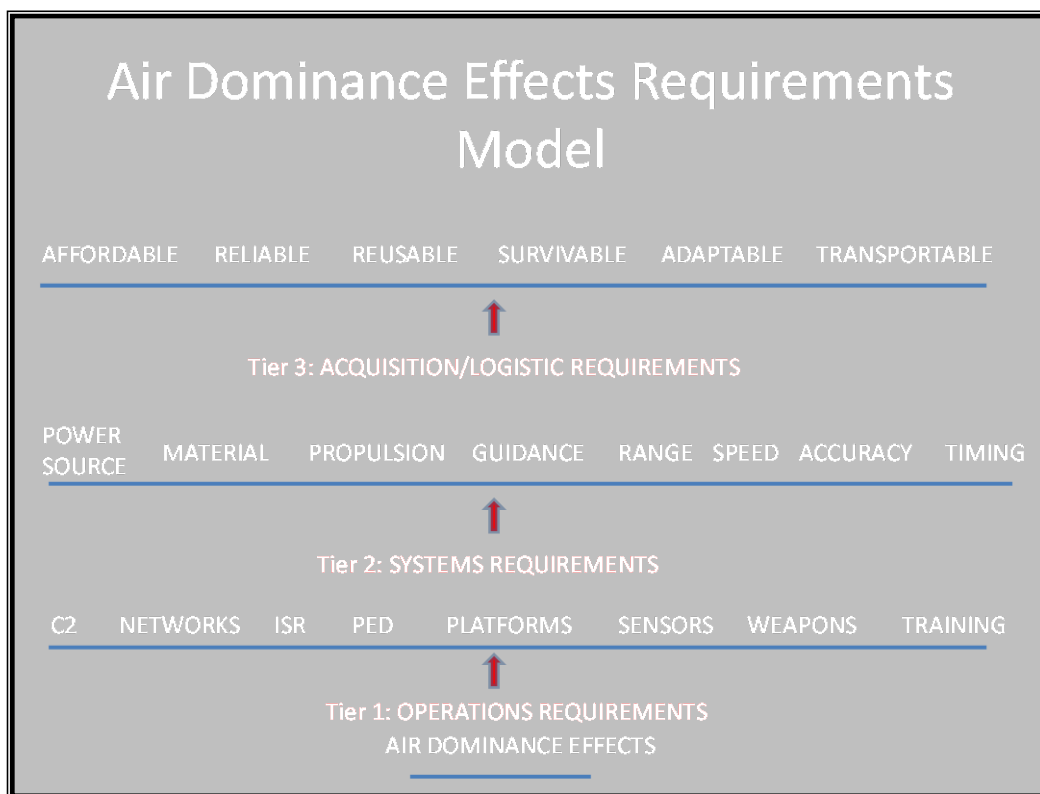 Air Dominance Effects Requirements
Model
AFFORDABLE RELIABLE REUSABLE SURVIVABLE ADAPTABLE TRANSPORTABLE
Tier 3: ACQUISITION/LOGISTIC REQUIREMENTS
POWER
SOURCE MATERIAL PROPULSION GUIDANCE RANGE SPEED ACCURACY TIMING
Tier 2: SYSTEMS REQUIREMENTS
C2 NETWORKS ISR PED PLATFORMS SENSORS WEAPONS TRAINING
Tier 1: OPERATIONS REQUIREMENTS
AIR DOMINANCE EFFECTS